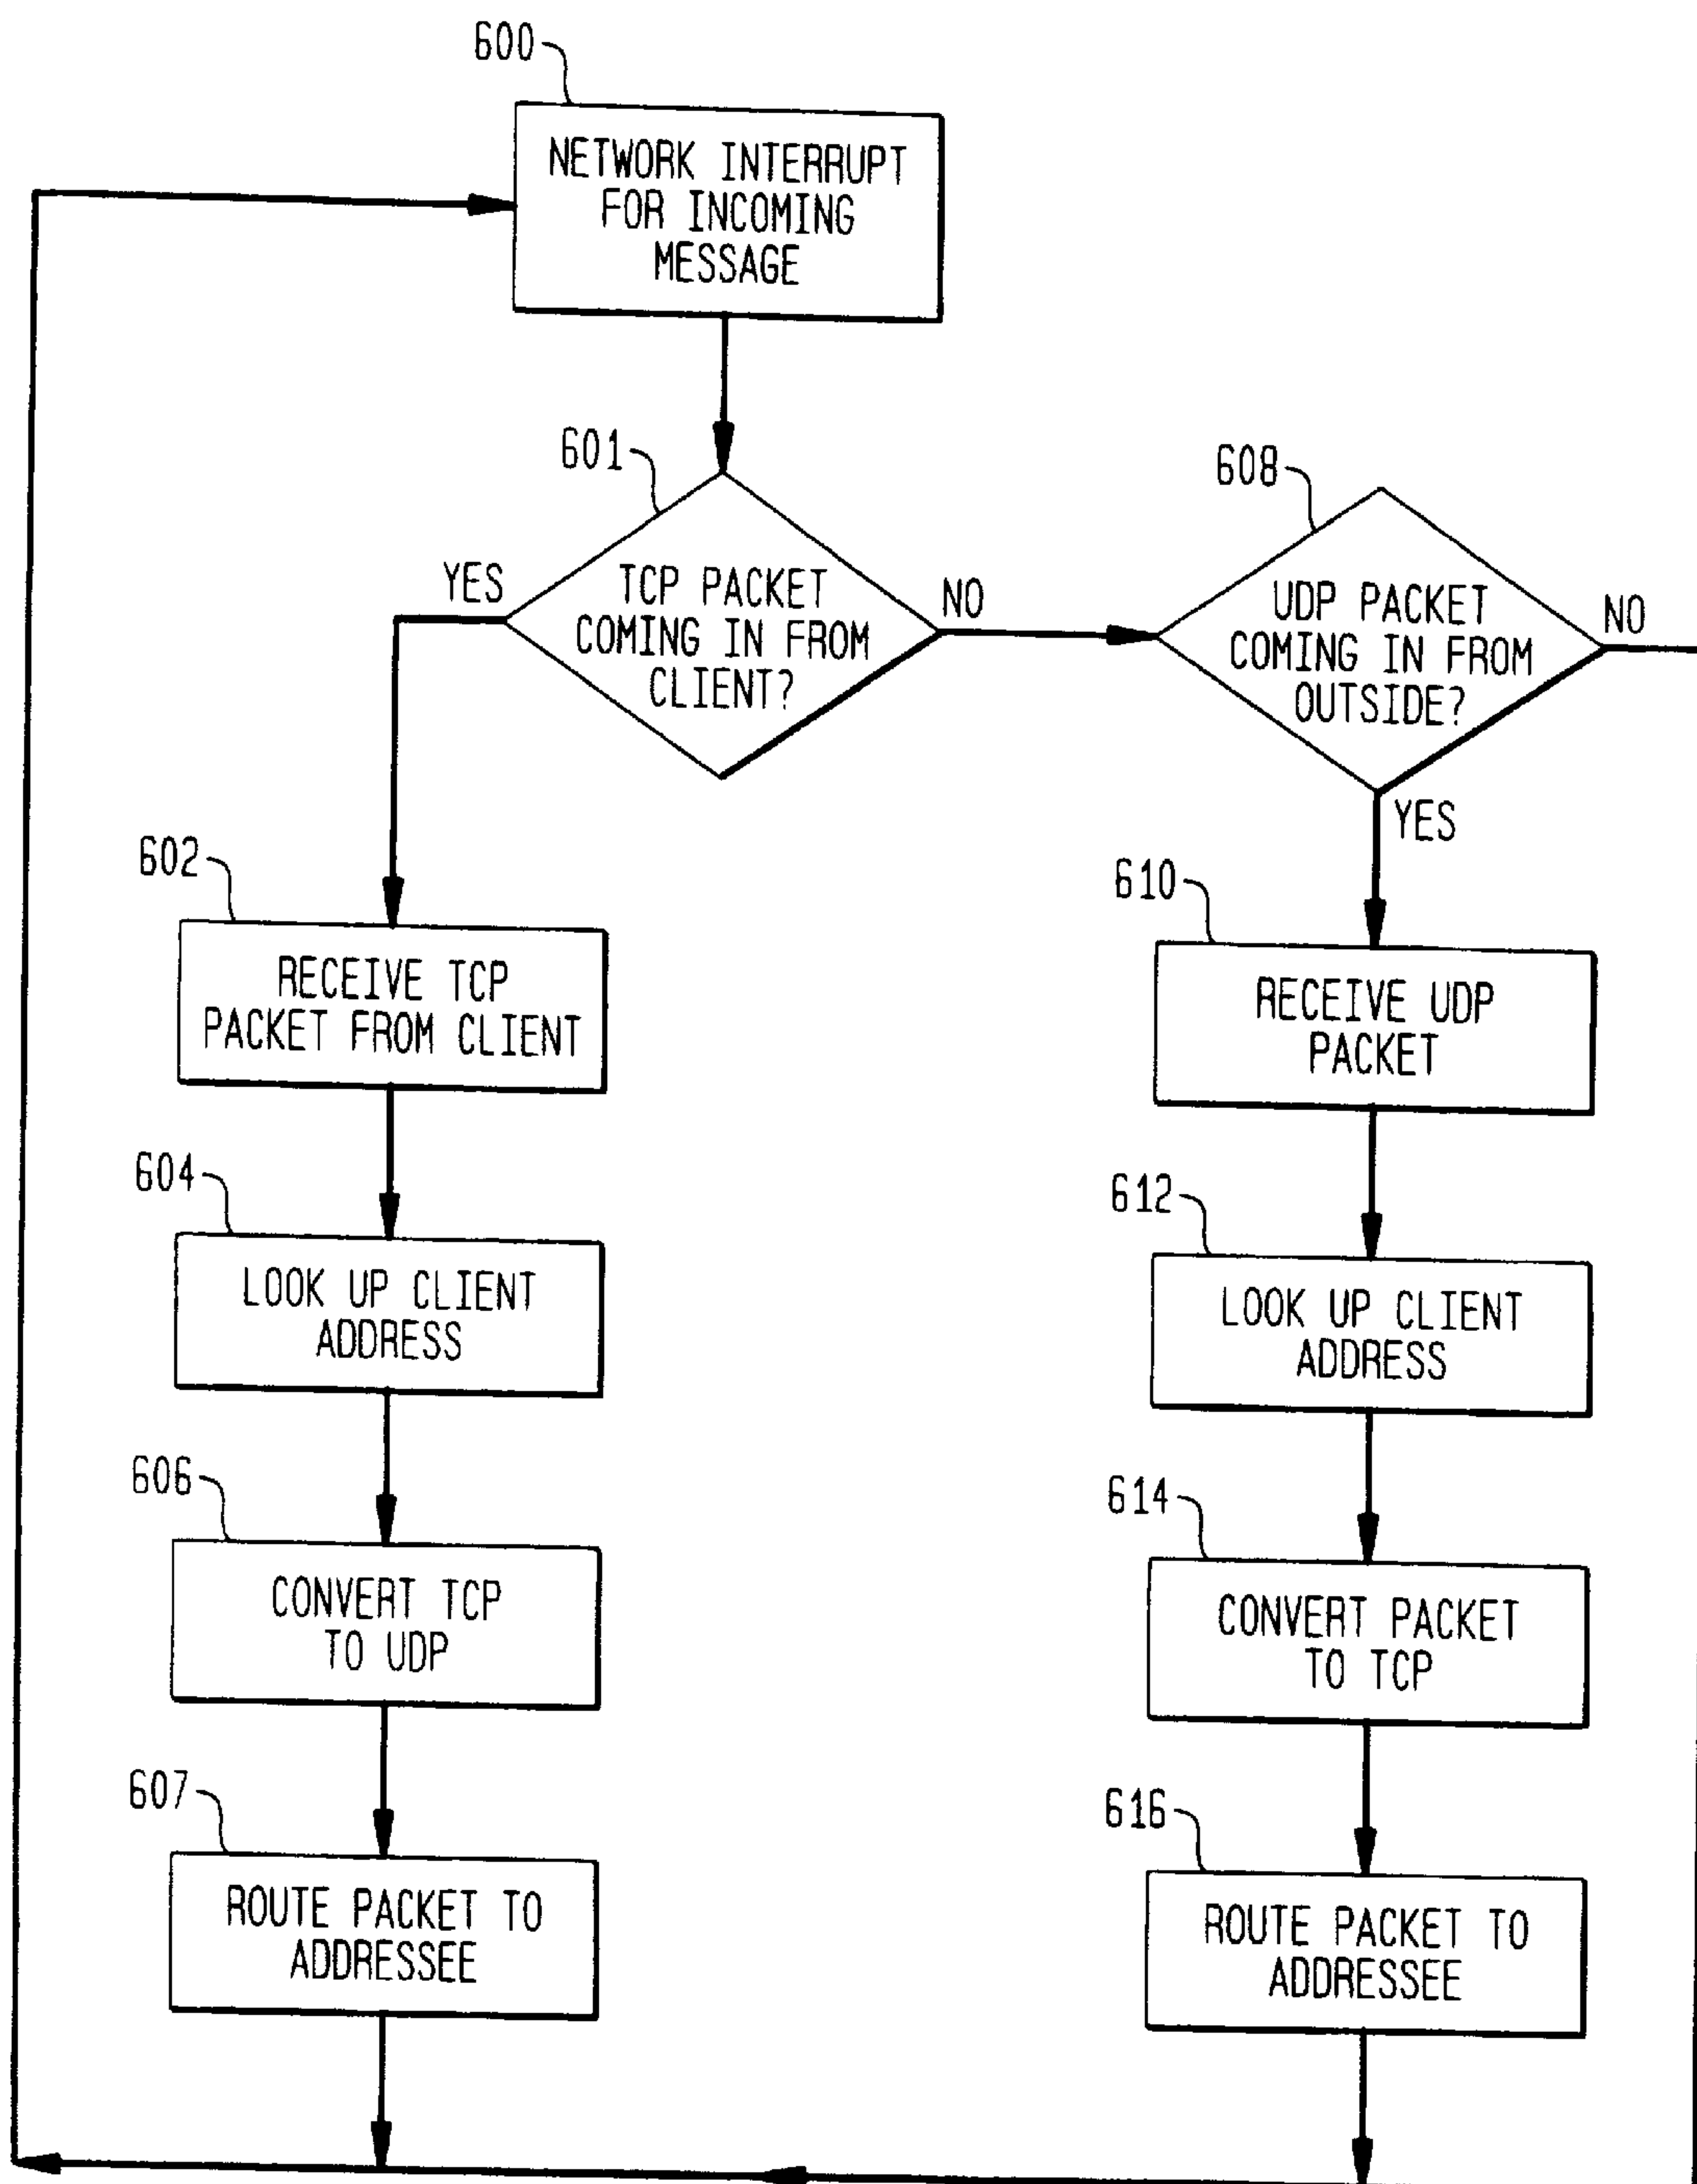 600
NETWORK INTERRUPT
FOR INCOMING
MESSAGE
601
YES
TCP PACKET
COMING IN FROM
CLIENT?
NO
608
UDP PACKET
COMING IN FROM
OUTSIDE?
NO
YES
602
RECEIVE TCP
PACKET FROM CLIENT
604
LOOK UP CLIENT
ADDRESS
606
CONVERT TCP
TO UDP
607
ROUTE PACKET TO
ADDRESSEE
610
RECEIVE UDP
PACKET
612
LOOK UP CLIENT
ADDRESS
614
CONVERT PACKET
TO TCP
616
ROUTE PACKET TO
ADDRESSEE